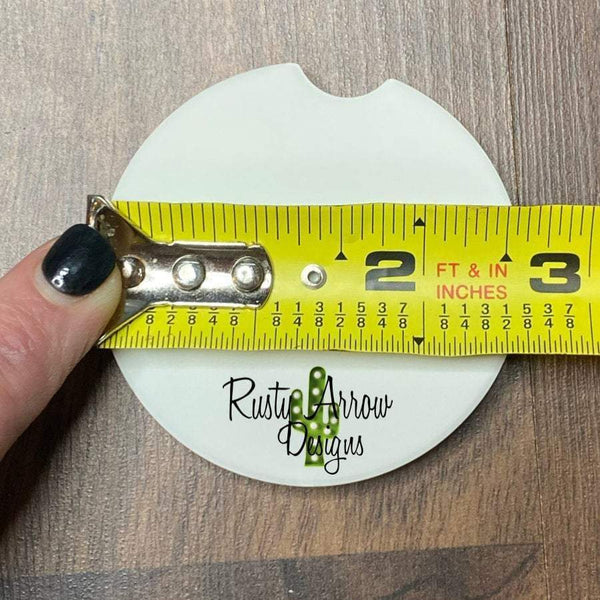 2 FT & IN 3
INCHES
1/8 1/4 3/8 1/2 5/8 3/4 7/8 1/8 1/4 3/8 1/2 5/8 3/4 7/8
Rusty Arrow
Designs